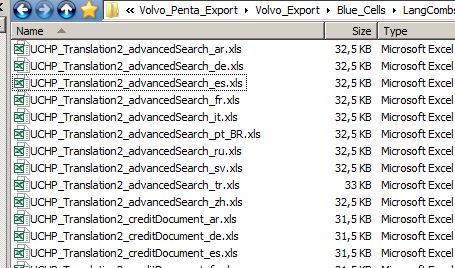 Volvo_Penta_Export Volvo_Export Blue_Cells LangCombs
Name Size Type
UCHP_Translation2_advancedSearch_ar.xls 32,5 KB Microsoft Excel
UCHP_Translation2_advancedSearch_de.xls 32,5 KB Microsoft Excel
UCHP_Translation2_advancedSearch_es.xls 32,5 KB Microsoft Excel
UCHP_Translation2_advancedSearch_fr.xls 32,5 KB Microsoft Excel
UCHP_Translation2_advancedSearch_it.xls 32,5 KB Microsoft Excel
UCHP_Translation2_advancedSearch_pt_BR.xls 32,5 KB Microsoft Excel
UCHP_Translation2_advancedSearch_ru.xls 32,5 KB Microsoft Excel
UCHP_Translation2_advancedSearch_sv.xls 32,5 KB Microsoft Excel
UCHP_Translation2_advancedSearch_tr.xls 33 KB Microsoft Excel
UCHP_Translation2_advancedSearch_zh.xls 32,5 KB Microsoft Excel
UCHP_Translation2_creditDocument_ar.xls 31,5 KB Microsoft Excel
UCHP_Translation2_creditDocument_de.xls 31,5 KB Microsoft Excel
UCHP_Translation2_creditDocument_es.xls 31,5 KB Microsoft Excel